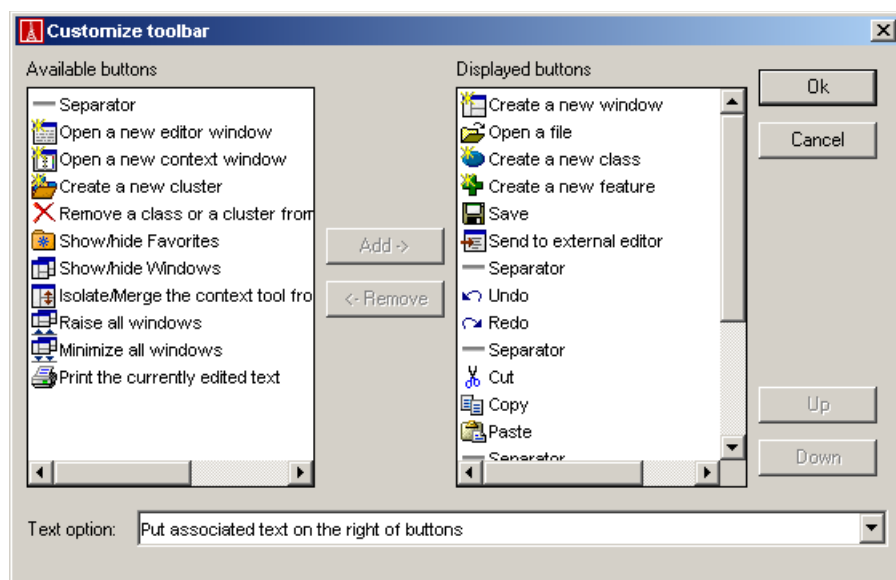 Customize toolbar
Available buttons
Separator
Open a new editor window
Open a new context window
Create a new cluster
Remove a class or a cluster from
Show/hide Favorites
Show/hide Windows
Isolate/Merge the context tool fro
Raise all windows
Minimize all windows
Print the currently edited text
Add ->
<- Remove
Displayed buttons
Create a new window
Open a file
Create a new class
Create a new feature
Save
Send to external editor
Separator
Undo
Redo
Separator
Cut
Copy
Paste
Separator
Ok
Cancel
Up
Down
Text option: Put associated text on the right of buttons